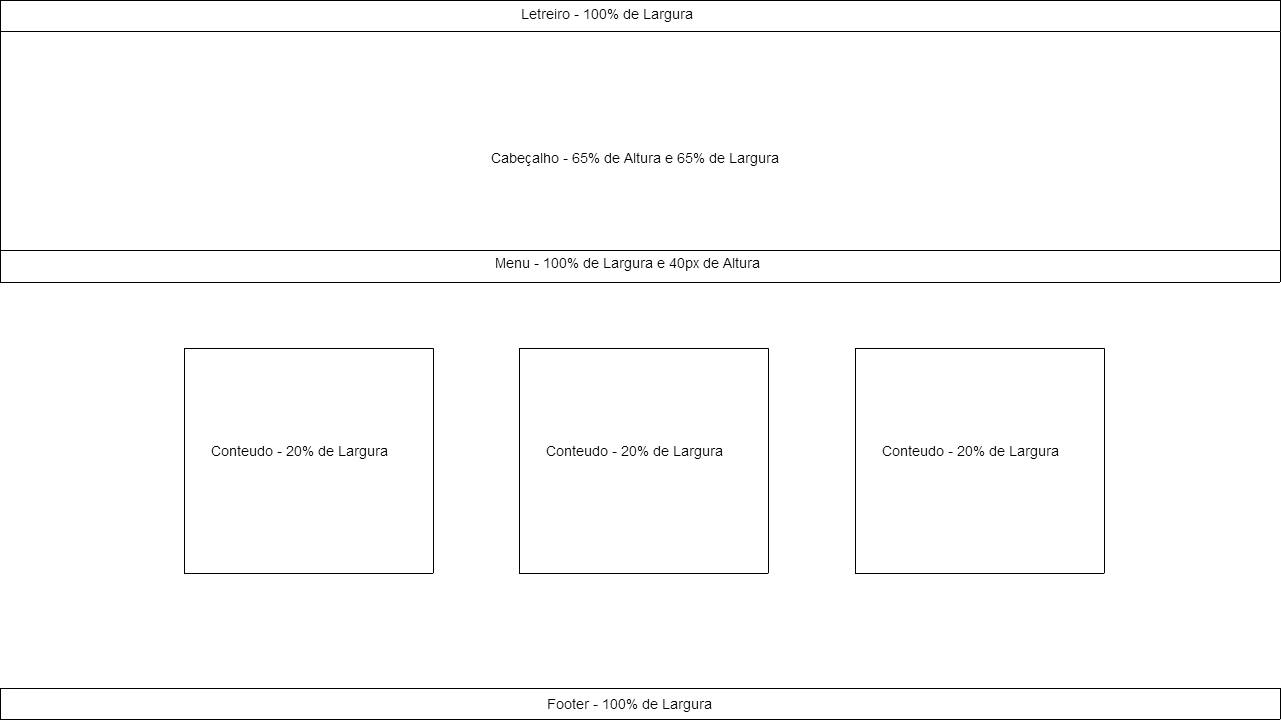 Letreiro - 100% de Largura
Cabeçalho - 65% de Altura e 65% de Largura
Menu - 100% de Largura e 40px de Altura
Conteudo - 20% de Largura
Conteudo - 20% de Largura
Conteudo - 20% de Largura
Footer - 100% de Largura